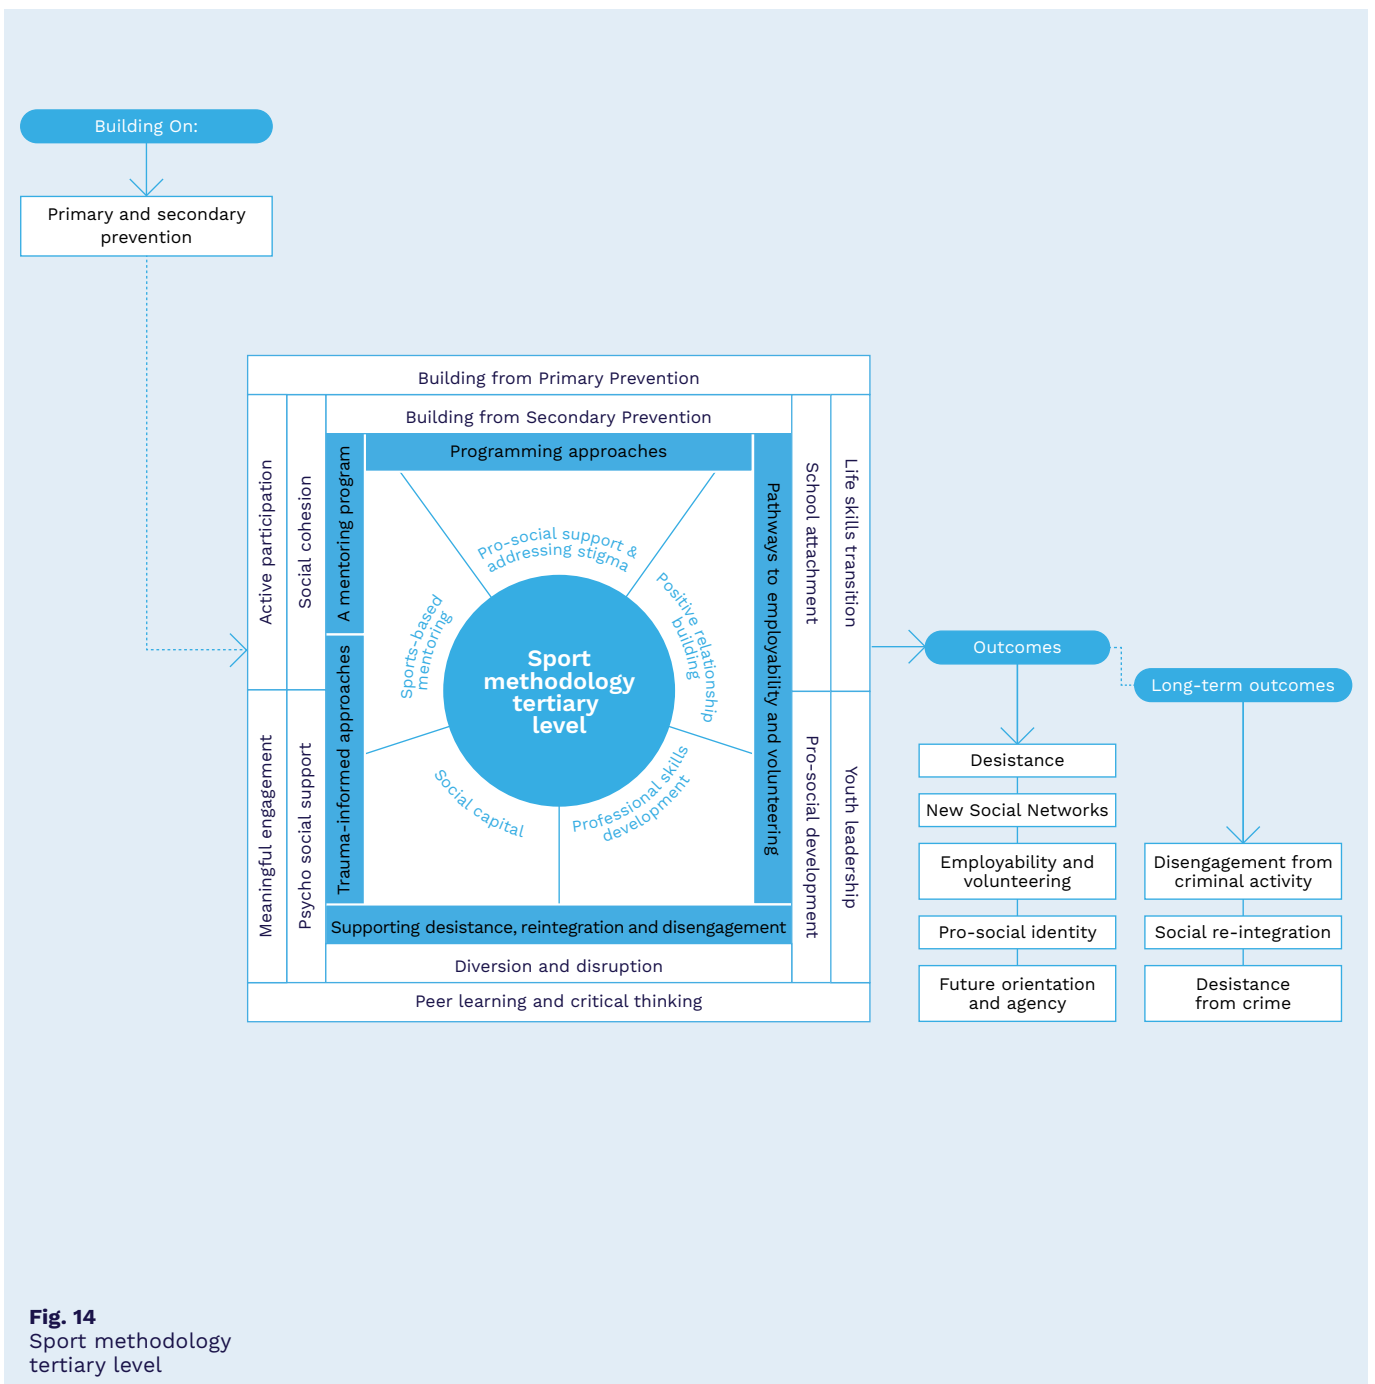 Building On:
Primary and secondary
prevention
Building from Primary Prevention
Building from Secondary Prevention
Programming approaches
Active participation
Social cohesion
A mentoring program
Meaningful engagement
Psycho social support
Trauma-informed approaches
Pro-social support &
addressing stigma
Sports-based
mentoring
Positive relationship
building
Social capital
Professional skills
development
Sport
methodology
tertiary
level
Pathways to employability and volunteering
School attachment
Life skills transition
Pro-social development
Youth leadership
Supporting desistance, reintegration and disengagement
Diversion and disruption
Peer learning and critical thinking
Outcomes
Desistance
New Social Networks
Employability and
volunteering
Pro-social identity
Future orientation
and agency
Long-term outcomes
Disengagement from
criminal activity
Social re-integration
Desistance
from crime
Fig. 14
Sport methodology
tertiary level